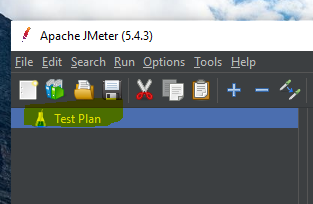 Apache JMeter (5.4.3)
File Edit Search Run Options Tools Help
Test Plan